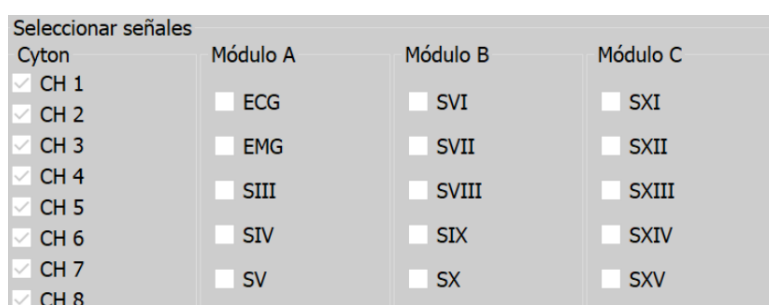 Seleccionar señales
Cyton
CH 1
CH 2
CH 3
CH 4
CH 5
CH 6
CH 7
CH 8
Módulo A
ECG
EMG
SIII
SIV
SV
Módulo B
SVI
SVII
SVIII
SIX
SX
Módulo C
SXI
SXII
SXIII
SXIV
SXV